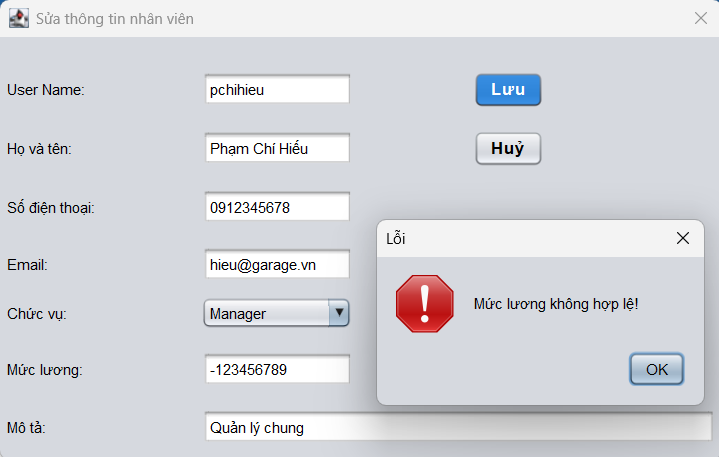 Sửa thông tin nhân viên
User Name:
pchihieu
Lưu
Họ và tên:
Phạm Chí Hiếu
Huỷ
Số điện thoại:
0912345678
Email:
hieu@garage.vn
Chức vụ:
Manager
Mức lương:
-123456789
Mô tả:
Quản lý chung
Lỗi
Mức lương không hợp lệ!
OK